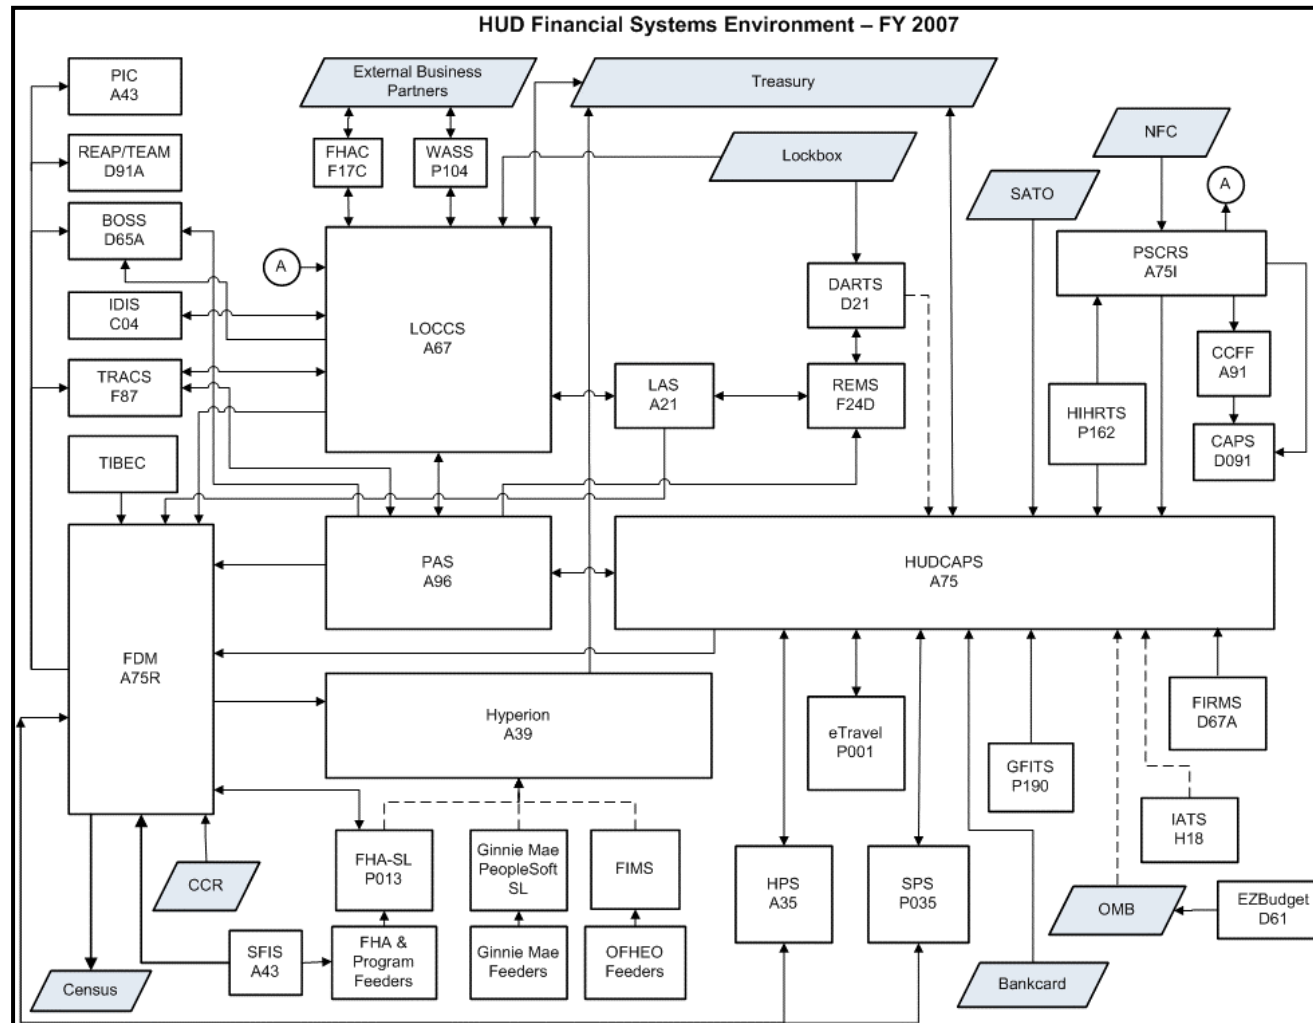 HUD Financial Systems Environment – FY 2007
PIC
A43
External Business
Partners
Treasury
NFC
REAP/TEAM
D91A
FHAC
F17C
WASS
P104
Lockbox
SATO
A
BOSS
D65A
A
PSCRS
A75I
DARTS
D21
IDIS
C04
LOCCS
A67
CCFF
A91
TRACS
F87
LAS
A21
REMS
F24D
HIHRTS
P162
CAPS
D091
TIBEC
PAS
A96
HUDCAPS
A75
FDM
A75R
Hyperion
A39
eTravel
P001
FIRMS
D67A
GFITS
P190
IATS
H18
CCR
FHA-SL
P013
Ginnie Mae
PeopleSoft
SL
FIMS
HPS
A35
SPS
P035
OMB
EZBudget
D61
SFIS
A43
FHA &
Program
Feeders
Ginnie Mae
Feeders
OFHEO
Feeders
Census
Bankcard